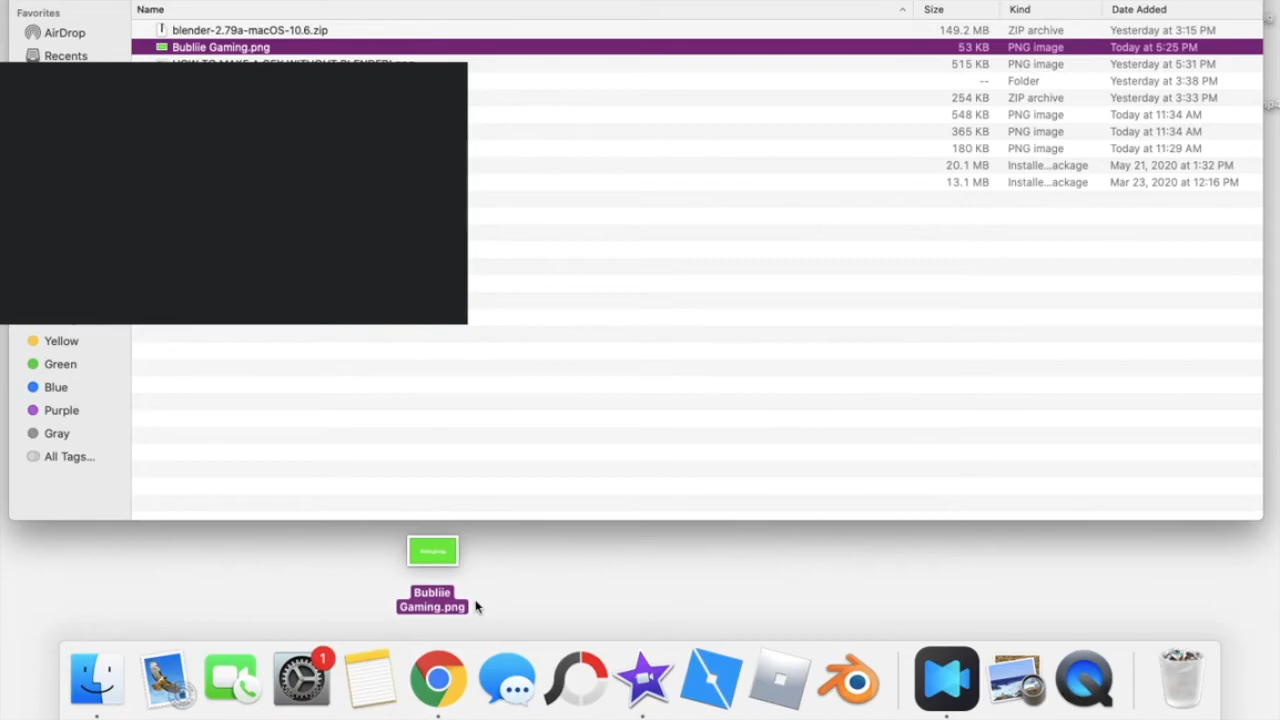 Favorites
Name Size Kind Date Added
AirDrop
blender-2.79a-macOS-10.6.zip 149.2 MB ZIP archive Yesterday at 3:15 PM
Bubliie Gaming.png 53 KB PNG image Today at 5:25 PM
Recents
515 KB PNG image Yesterday at 5:31 PM
-- Folder Yesterday at 3:38 PM
254 KB ZIP archive Yesterday at 3:33 PM
548 KB PNG image Today at 11:34 AM
365 KB PNG image Today at 11:34 AM
180 KB PNG image Today at 11:29 AM
20.1 MB Installe...ackage May 21, 2020 at 1:32 PM
13.1 MB Installe...ackage Mar 23, 2020 at 12:16 PM
Yellow
Green
Blue
Purple
Gray
All Tags...
Bubliie
Gaming.png
1